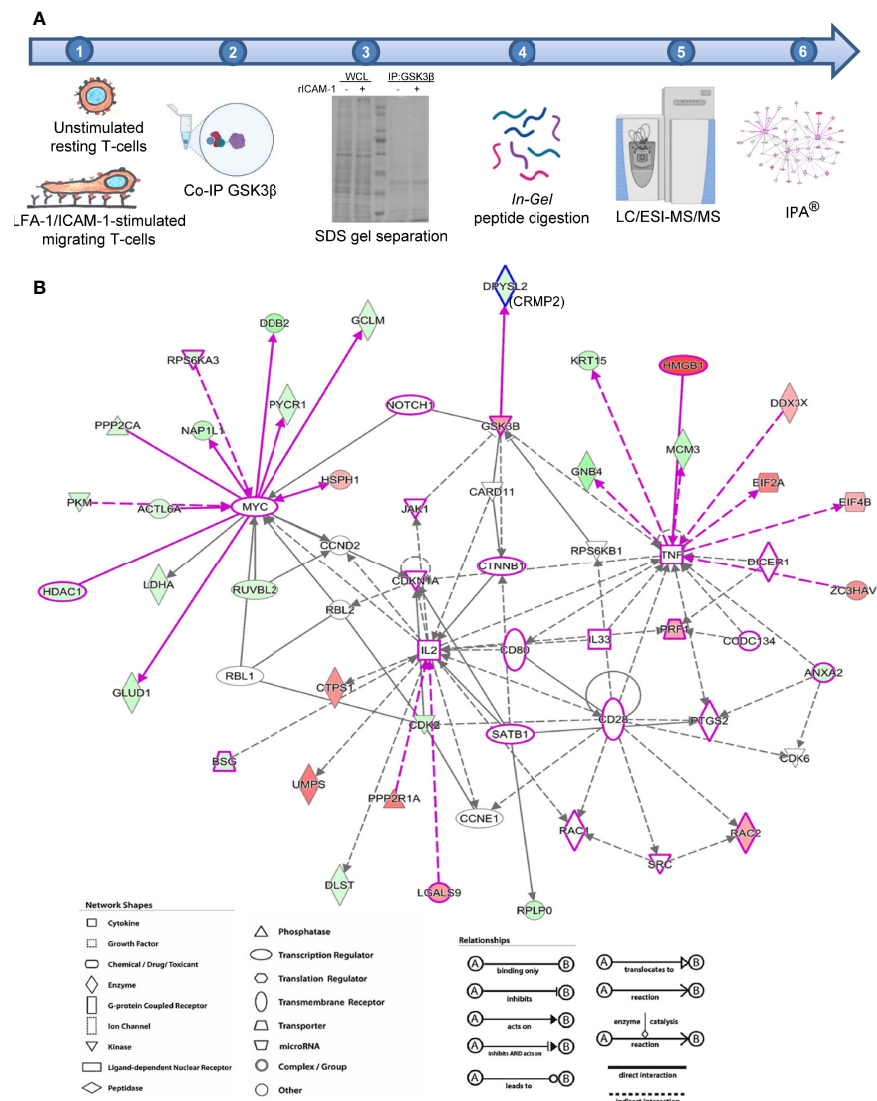 A
1
2
3
4
5
6
WCL
IP:GSK3β
rICAM-1
-
+
-
+
Unstimulated
resting T-cells
LFA-1/ICAM-1-stimulated
migrating T-cells
Co-IP GSK3β
SDS gel separation
In-Gel
peptide digestion
LC/ESI-MS/MS
IPA®
B
DPYSL2
(CRMP2)
DDB2
GCLM
RPS6KA3
KRT15
HMGB1
PYCR1
NOTCH1
DDX3X
PPP2CA
NAP1L1
GSK3B
MCM3
HSPH1
GNB4
EIF2A
CARD11
PKM
ACTL6A
MYC
JAK1
EIF4B
CCND2
RPS6KB1
TNF
CTNNB1
DICER1
CDKN1A
HDAC1
LDHA
RUVBL2
ZC3HAV
RBL2
PRF1
IL33
CCDC134
IL2
CD80
RBL1
ANXA2
GLUD1
CTPS1
CDK2
CD28
PTGS2
SATB1
BSG
CDK6
UMPS
PPP2R1A
CCNE1
RAC1
RAC2
SRC
DLST
LGALS9
RPLP0
Network Shapes
Cytokine
Growth Factor
Chemical / Drug/ Toxicant
Enzyme
G-protein Coupled Receptor
Ion Channel
Kinase
Ligand-dependent Nuclear Receptor
Peptidase
Phosphatase
Transcription Regulator
Translation Regulator
Transmembrane Receptor
Transporter
microRNA
Complex / Group
Other
Relationships
A B
binding only
A B
inhibits
A B
acts on
A B
inhibits AND acts on
A B
leads to
A B
translocates to
A B
reaction
enzyme catalysis
A B
reaction
direct interaction
indirect interaction